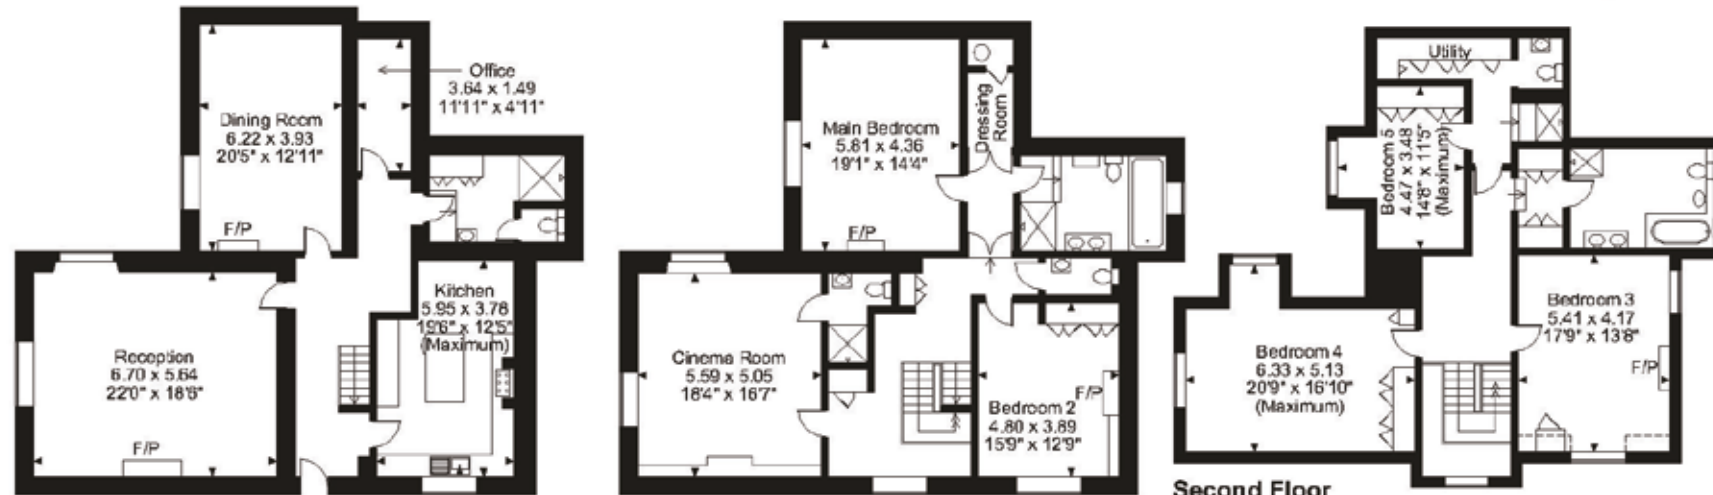 Office
3.64 x 1.49
11'11" x 4'11"
Dining Room
6.22 x 3.93
20'5" x 12'11"
F/P
Kitchen
5.95 x 3.78
19'6" x 12'5"
(Maximum)
Reception
6.70 x 5.64
22'0" x 18'6"
F/P
Main Bedroom
5.81 x 4.36
19'1" x 14'4"
F/P
Dressing
Room
Cinema Room
5.59 x 5.05
18'4" x 16'7"
Bedroom 2
4.80 x 3.89
15'9" x 12'9"
F/P
Utility
Bedroom 5
4.47 x 3.48
14'8" x 11'5"
(Maximum)
Bedroom 3
5.41 x 4.17
17'9" x 13'8"
F/P
Bedroom 4
6.33 x 5.13
20'9" x 16'10"
(Maximum)
Second Floor